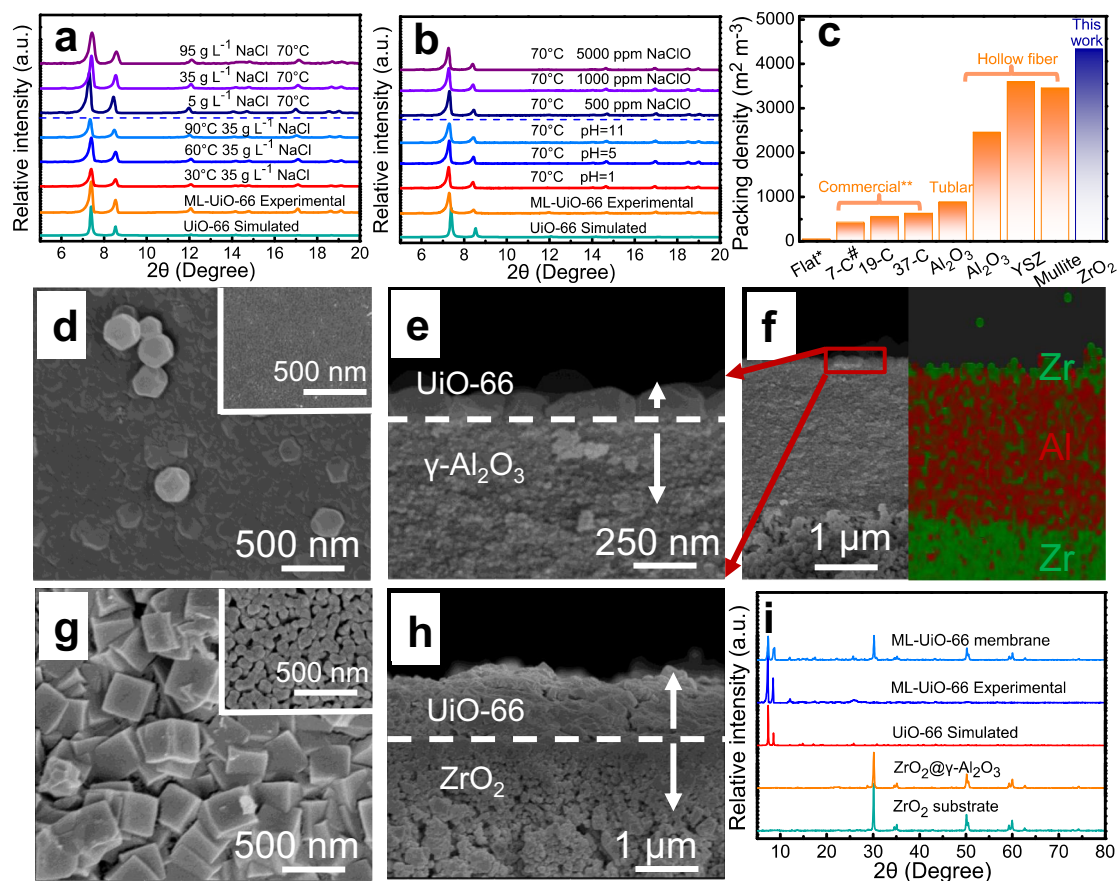 a
Relative intensity (a.u.)
95 g L⁻¹ NaCl 70°C
35 g L⁻¹ NaCl 70°C
5 g L⁻¹ NaCl 70°C
90°C 35 g L⁻¹ NaCl
60°C 35 g L⁻¹ NaCl
30°C 35 g L⁻¹ NaCl
ML-UiO-66 Experimental
UiO-66 Simulated
6 8 10 12 14 16 18 20
2θ (Degree)
b
Relative intensity (a.u.)
70°C 5000 ppm NaClO
70°C 1000 ppm NaClO
70°C 500 ppm NaClO
70°C pH=11
70°C pH=5
70°C pH=1
ML-UiO-66 Experimental
UiO-66 Simulated
6 8 10 12 14 16 18 20
2θ (Degree)
c
Packing density (m² m⁻³)
5000
4000
3000
2000
1000
0
This
work
Hollow fiber
Commercial**
Tublar
Flat*
7-C#
19-C
37-C
Al₂O₃
Al₂O₃
YSZ
Mullite
ZrO₂
d
500 nm
500 nm
e
UiO-66
γ-Al₂O₃
250 nm
f
Zr
Al
Zr
1 μm
g
500 nm
500 nm
h
UiO-66
ZrO₂
1 μm
i
Relative intensity (a.u.)
ML-UiO-66 membrane
ML-UiO-66 Experimental
UiO-66 Simulated
ZrO₂@γ-Al₂O₃
ZrO₂ substrate
10 20 30 40 50 60 70 80
2θ (Degree)